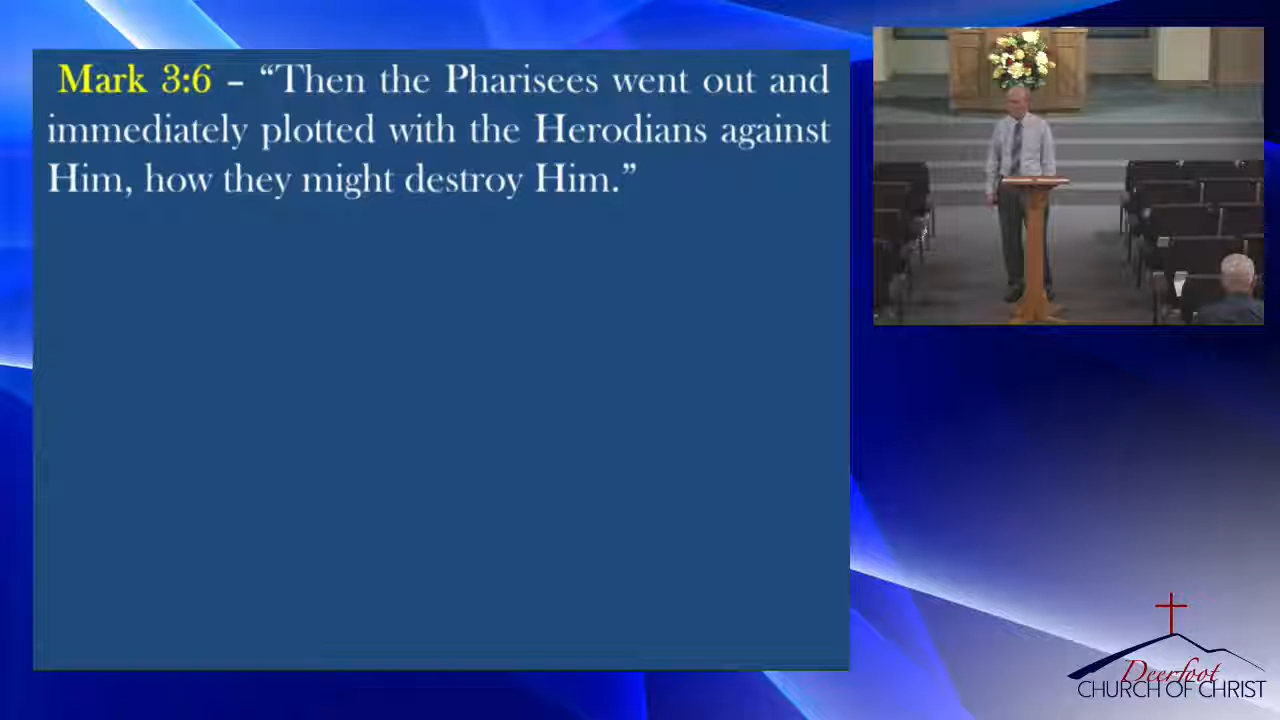 Mark 3:6 – “Then the Pharisees went out and
immediately plotted with the Herodians against
Him, how they might destroy Him.”
Deerfoot
CHURCH OF CHRIST